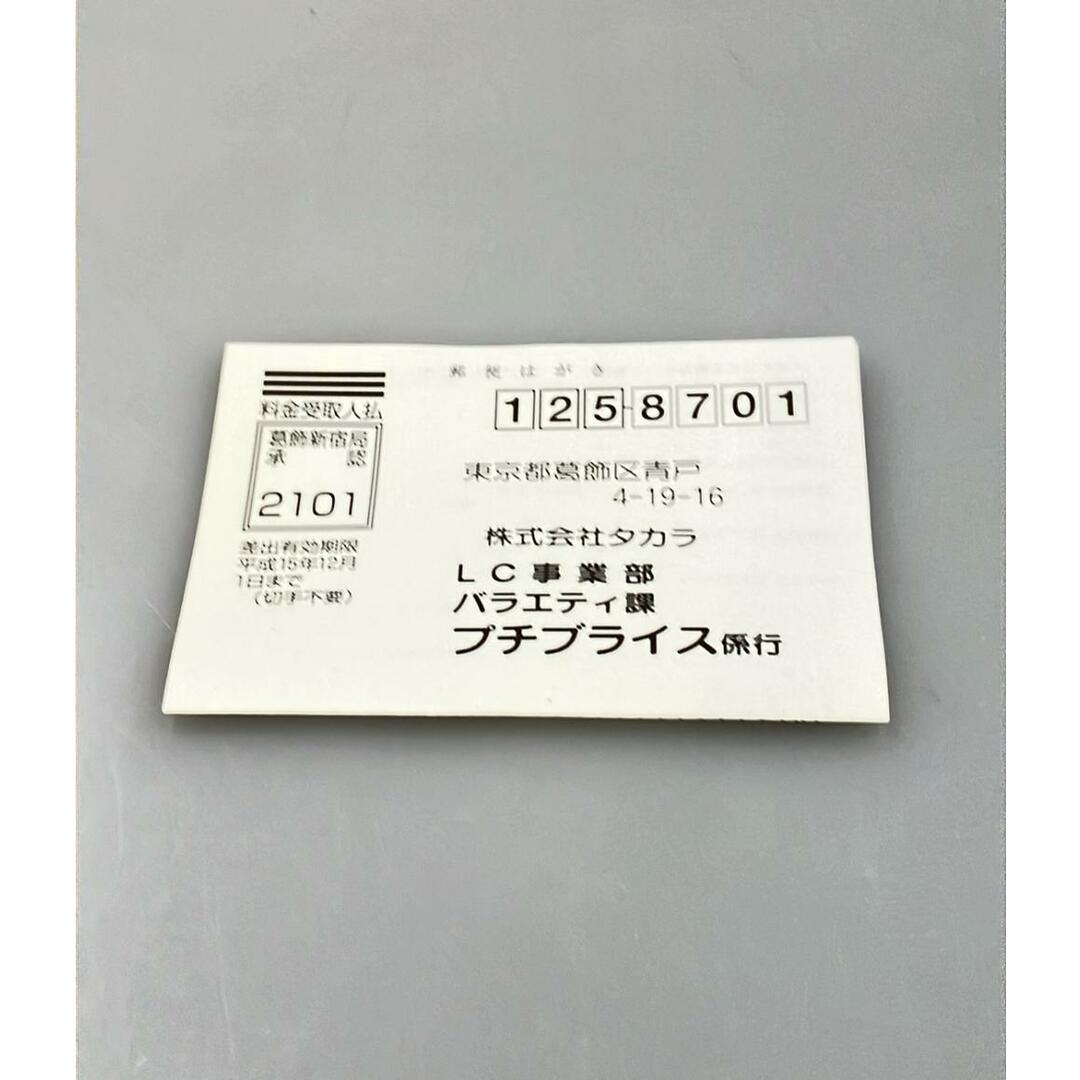 郵便はがき
料金受取人払
葛飾新宿局
承 認
2101
差出有効期限
平成15年12月
1日まで
(切手不要)
125-8701
東京都葛飾区青戸
4-19-16
株式会社タカラ
LC事業部
バラエティ課
プチブライス係行